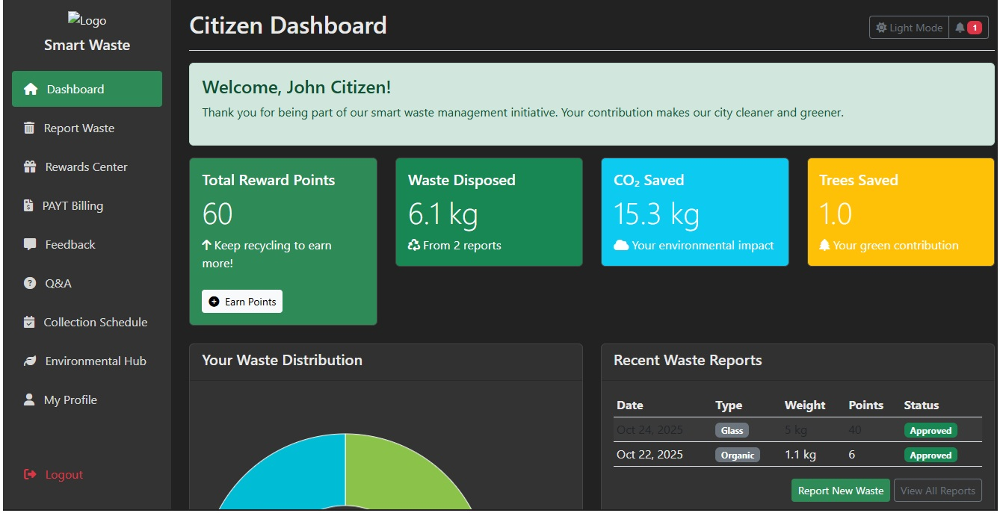 Logo
Smart Waste
Dashboard
Report Waste
Rewards Center
PAYT Billing
Feedback
Q&A
Collection Schedule
Environmental Hub
My Profile
Logout
Citizen Dashboard
Light Mode 1
Welcome, John Citizen!
Thank you for being part of our smart waste management initiative. Your contribution makes our city cleaner and greener.
Total Reward Points
60
Keep recycling to earn
more!
Earn Points
Waste Disposed
6.1 kg
From 2 reports
CO₂ Saved
15.3 kg
Your environmental impact
Trees Saved
1.0
Your green contribution
Your Waste Distribution
Recent Waste Reports
Date Type Weight Points Status
Oct 24, 2025 Glass 5 kg 40 Approved
Oct 22, 2025 Organic 1.1 kg 6 Approved
Report New Waste View All Reports